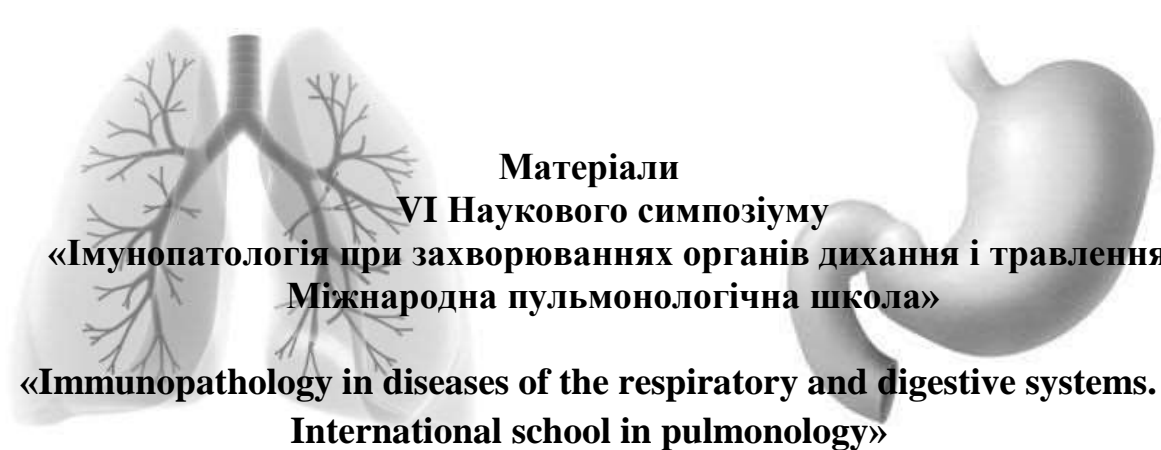 Матеріали
VI Наукового симпозіуму
«Імунопатологія при захворюваннях органів дихання і травлення
Міжнародна пульмонологічна школа»
«Immunopathology in diseases of the respiratory and digestive systems.
International school in pulmonology»